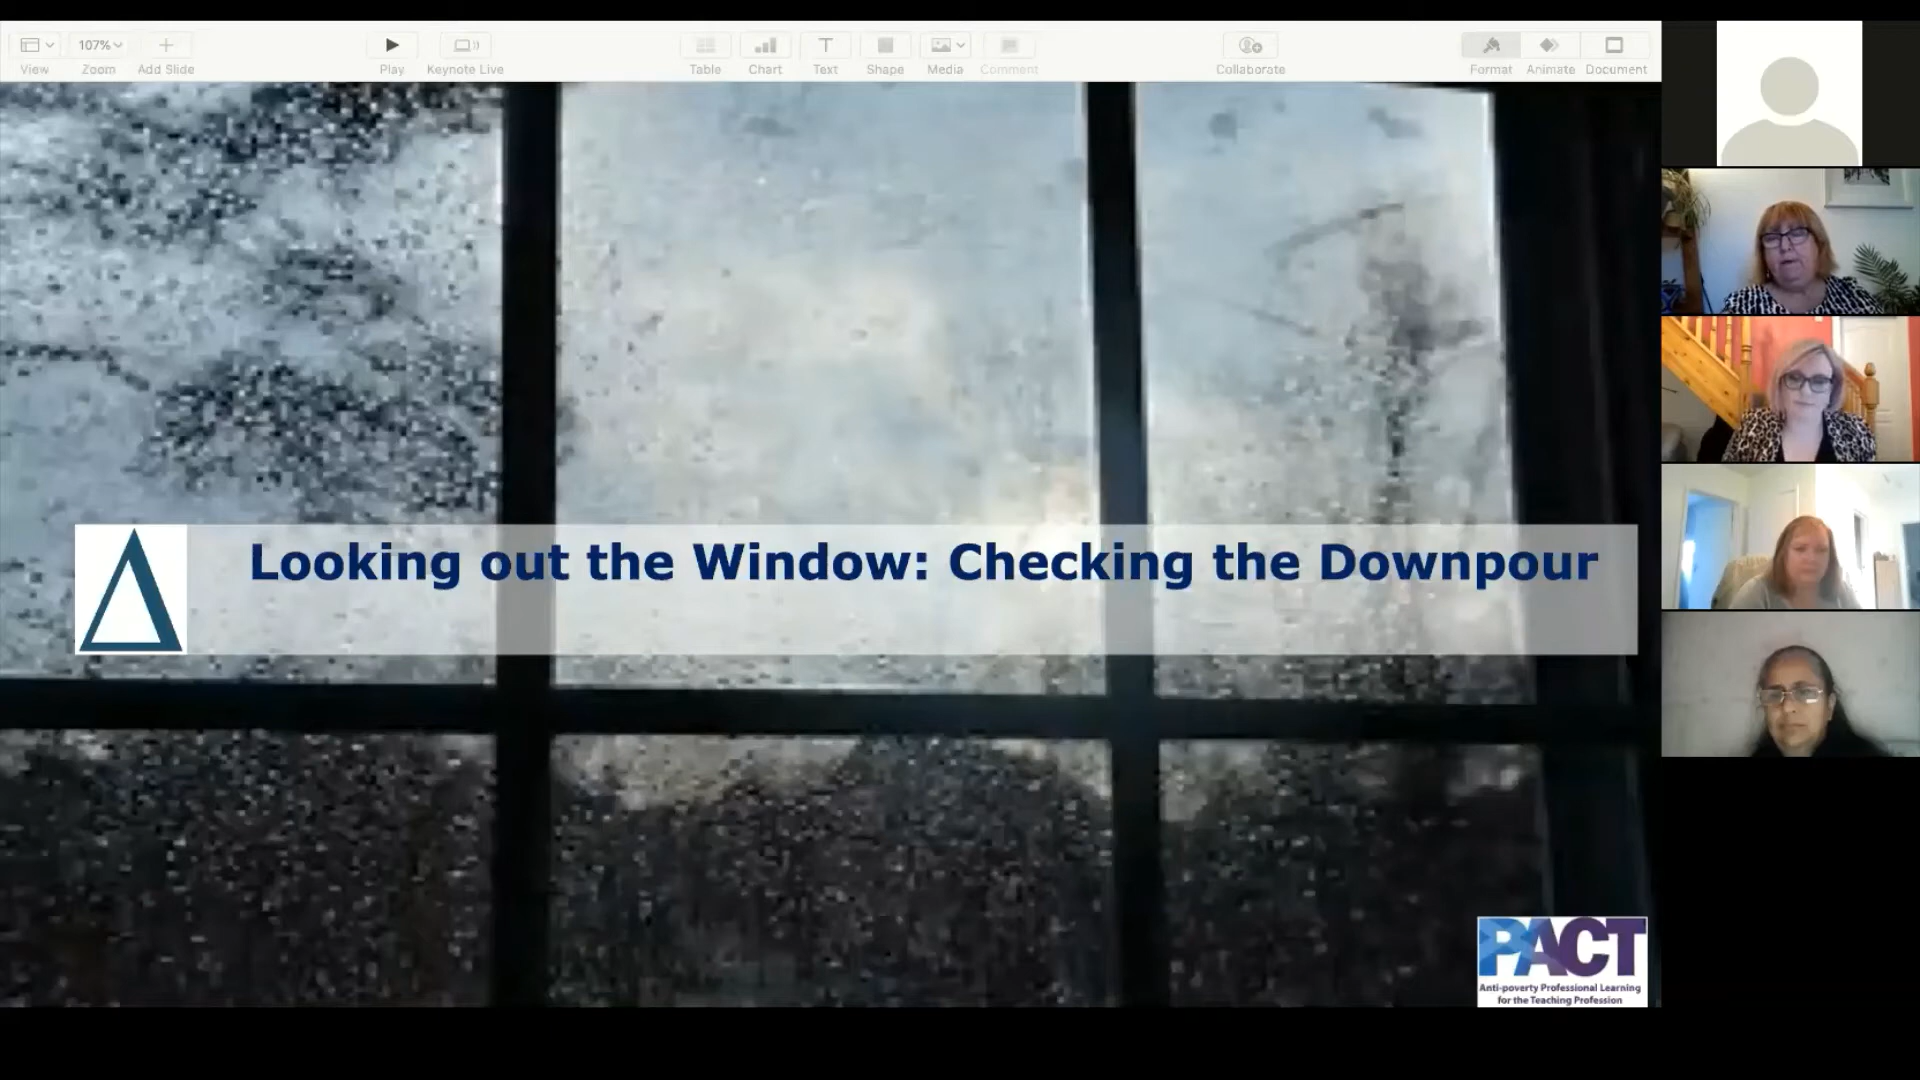 107%
View
Zoom
Add Slide
Play
Keynote Live
Table
Chart
Text
Shape
Media
Comment
Collaborate
Format
Animate
Document
Looking out the Window: Checking the Downpour
PACT
Anti-poverty Professional Learning
for the Teaching Profession